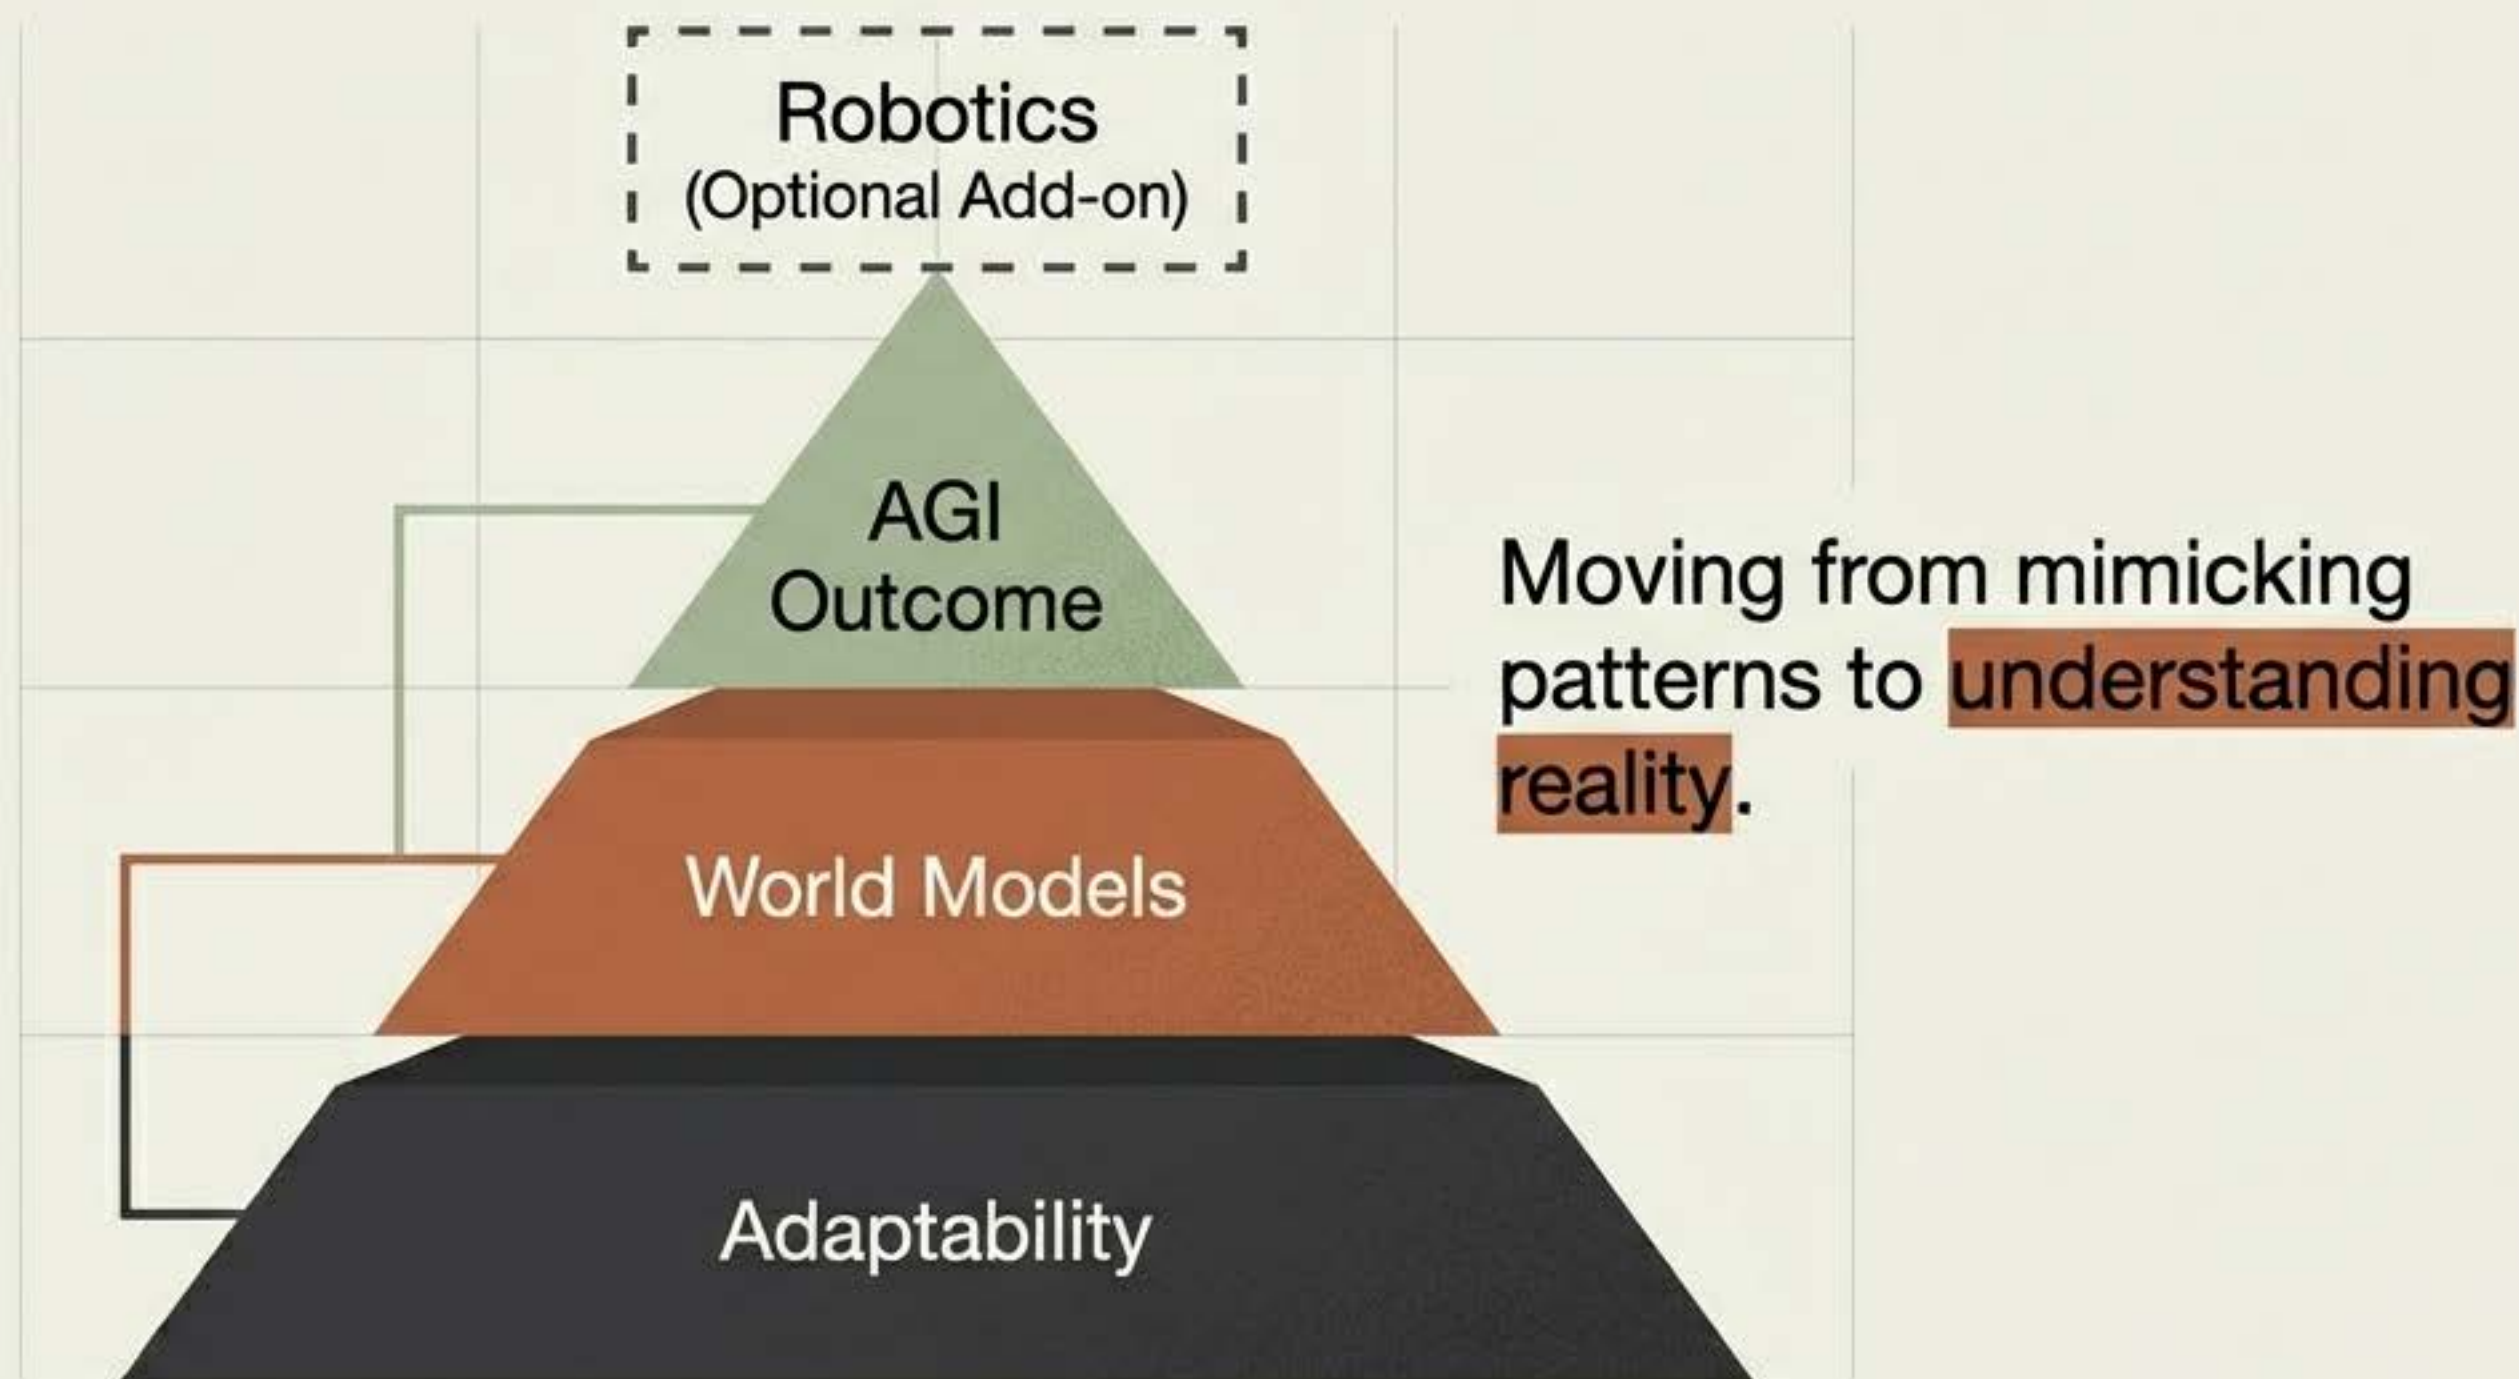 Robotics
(Optional Add-on)
AGI
Outcome
Moving from mimicking
patterns to understanding
reality.
World Models
Adaptability